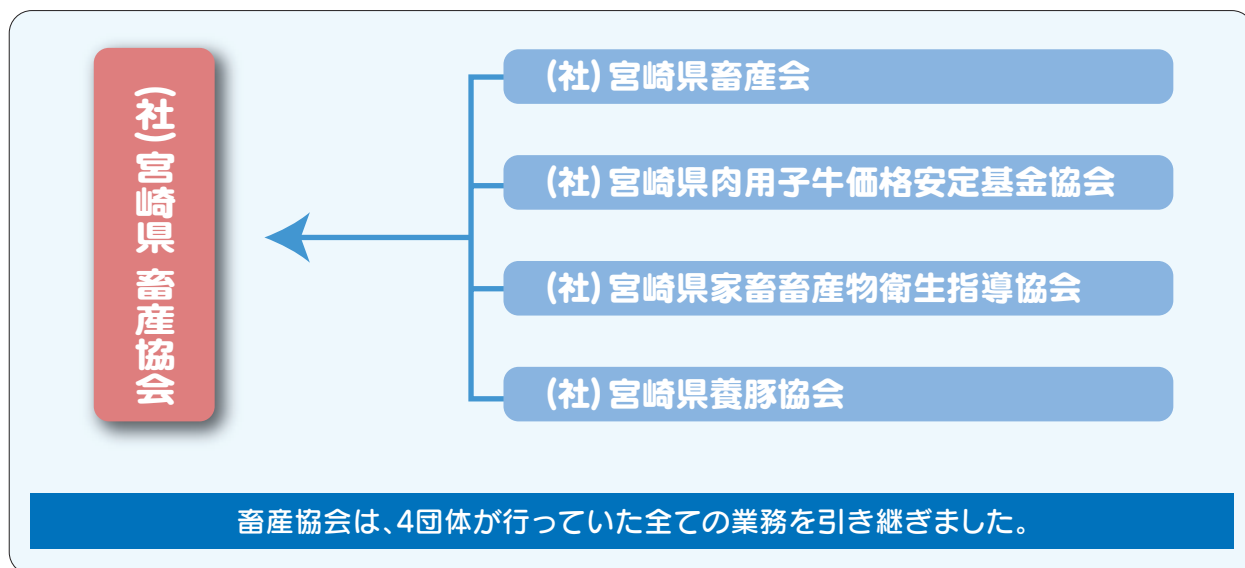 (社)宮崎県 畜産協会
(社)宮崎県畜産会
(社)宮崎県肉用子牛価格安定基金協会
(社)宮崎県家畜畜産物衛生指導協会
(社)宮崎県養豚協会
畜産協会は、4団体が行っていた全ての業務を引き継ぎました。